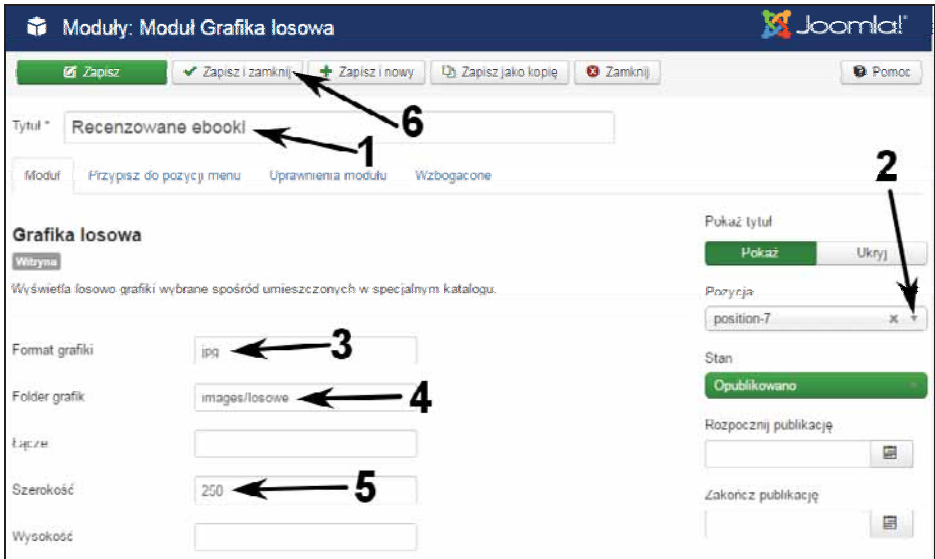 Moduły: Moduł Grafika losowa
Joomla!
Zapisz
Zapisz i zamknij
Zapisz i nowy
Zapisz jako kopię
Zamknij
Pomoc
6
Tytuł *
Recenzowane ebooki
1
2
Moduł
Przypisz do pozycji menu
Uprawnienia modułu
Wzbogacone
Grafika losowa
Witryna
Wyświetla losowo grafiki wybrane spośród umieszczonych w specjalnym katalogu.
Format grafiki
jpg
3
Folder grafik
images/losowe
4
Łącze
Szerokość
250
5
Wysokość
Pokaż tytuł
Pokaż
Ukryj
Pozycja
position-7
Stan
Opublikowano
Rozpocznij publikację
Zakończ publikację